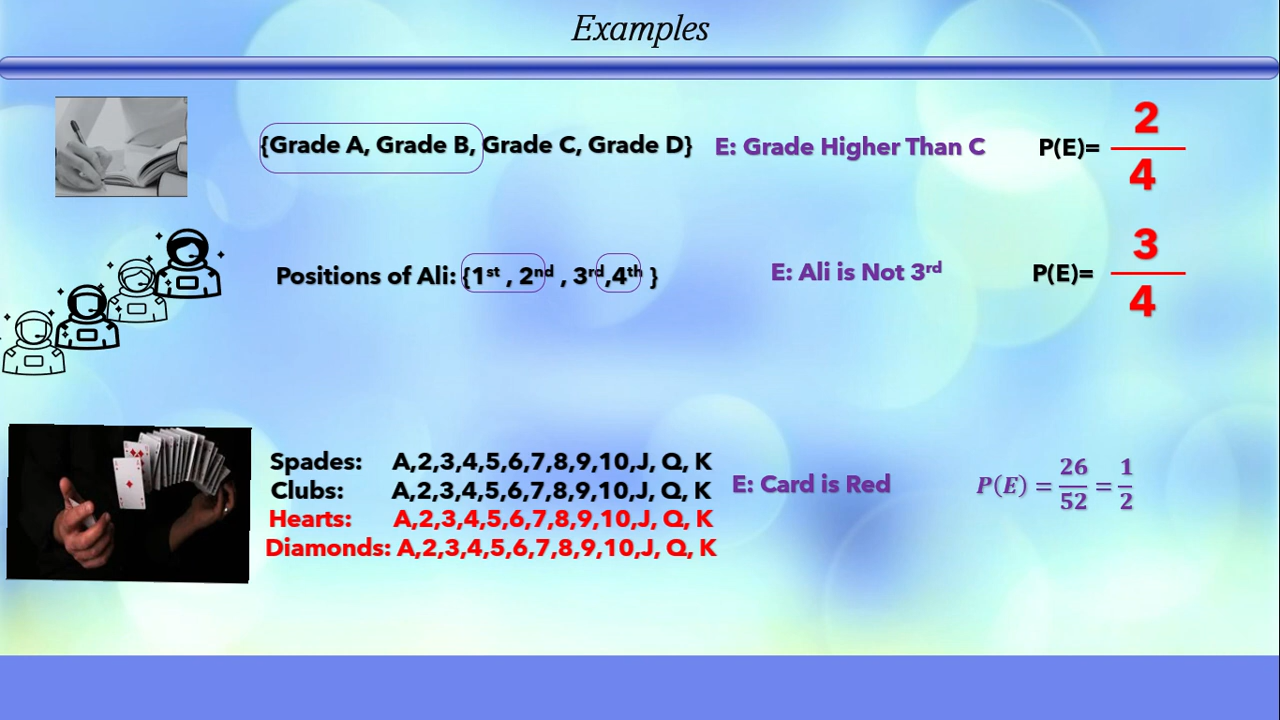 Examples
{Grade A, Grade B, Grade C, Grade D} E: Grade Higher Than C P(E)= 2/4
Positions of Ali: {1st , 2nd , 3rd,4th } E: Ali is Not 3rd P(E)= 3/4
Spades: A,2,3,4,5,6,7,8,9,10,J, Q, K
Clubs: A,2,3,4,5,6,7,8,9,10,J, Q, K
Hearts: A,2,3,4,5,6,7,8,9,10,J, Q, K
Diamonds: A,2,3,4,5,6,7,8,9,10,J, Q, K
E: Card is Red P(E) = 26/52 = 1/2